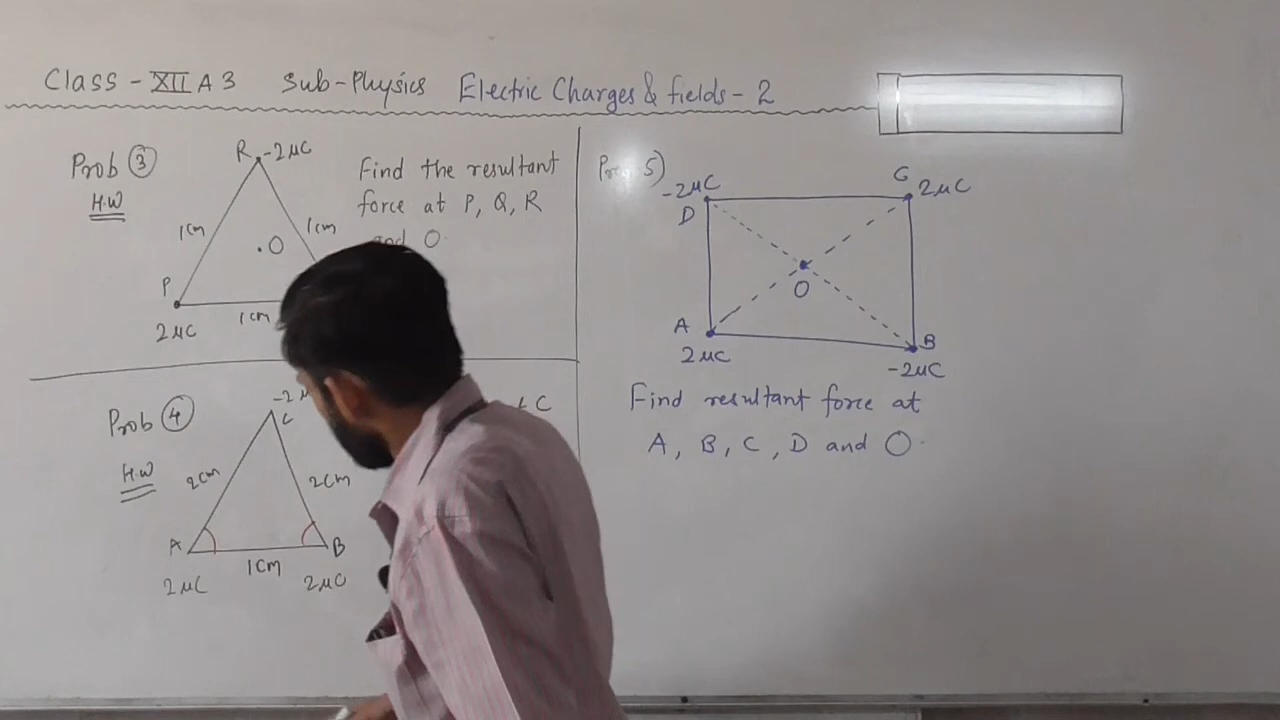 Class - XII A 3 Sub-Physics Electric Charges & fields - 2
Prob ③
H.W
R -2μC
1cm
1cm
.O
P
2μC
1cm
Find the resultant
force at P, Q, R
and O.
Prob ④
H.W
C
2cm
2cm
A
B
1cm
2μC
2μC
C
5)
-2μC
D
C
2μC
O
A
2μC
B
-2μC
Find resultant force at
A, B, C, D and O.